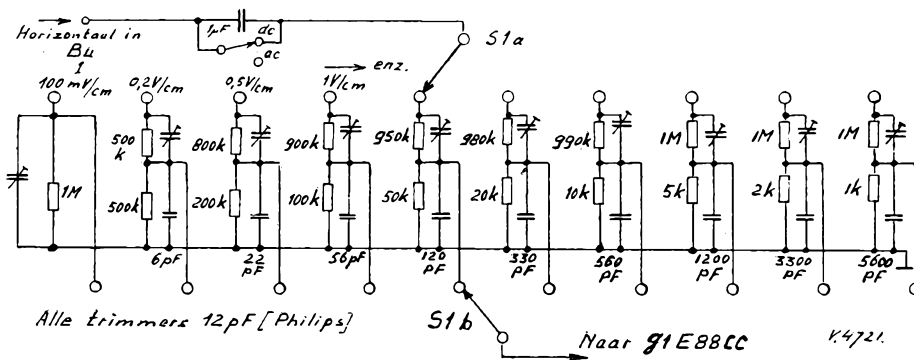 1µF
dc
ac
Horizontaal in
B4
1
S1a
enz.
100 mV/cm
0,2V/cm
0,5V/cm
1V/cm
500
k
800k
900k
950k
980k
990k
1M
1M
1M
1M
500k
200k
100k
50k
20k
10k
5k
2k
1k
6pF
22
pF
56pF
120
PF
330
PF
560
PF
1200
PF
3300
PF
5600
PF
Alle trimmers 12pF [Philips]
S1b
Naar g1 E88CC
V.4721.